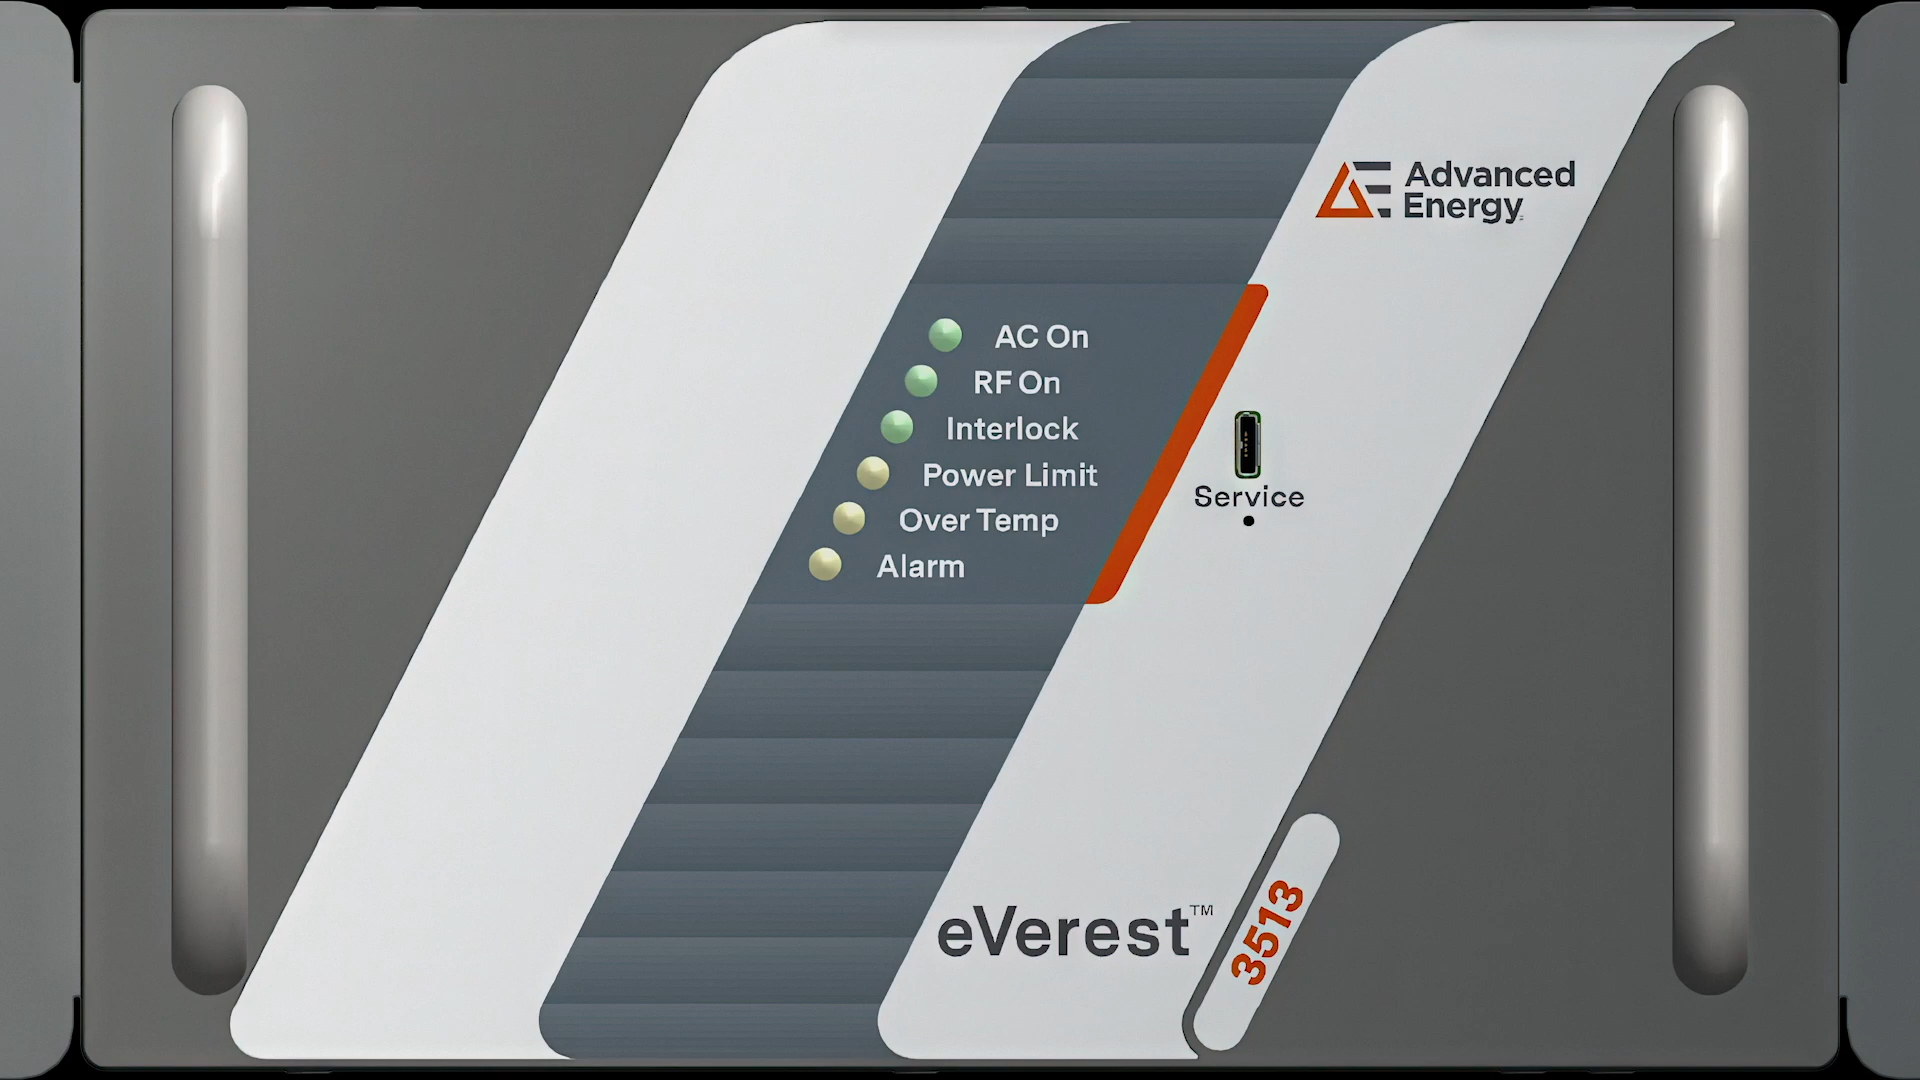 Advanced
Energy
AC On
RF On
Interlock
Power Limit
Over Temp
Alarm
Service
eVerest™
3513